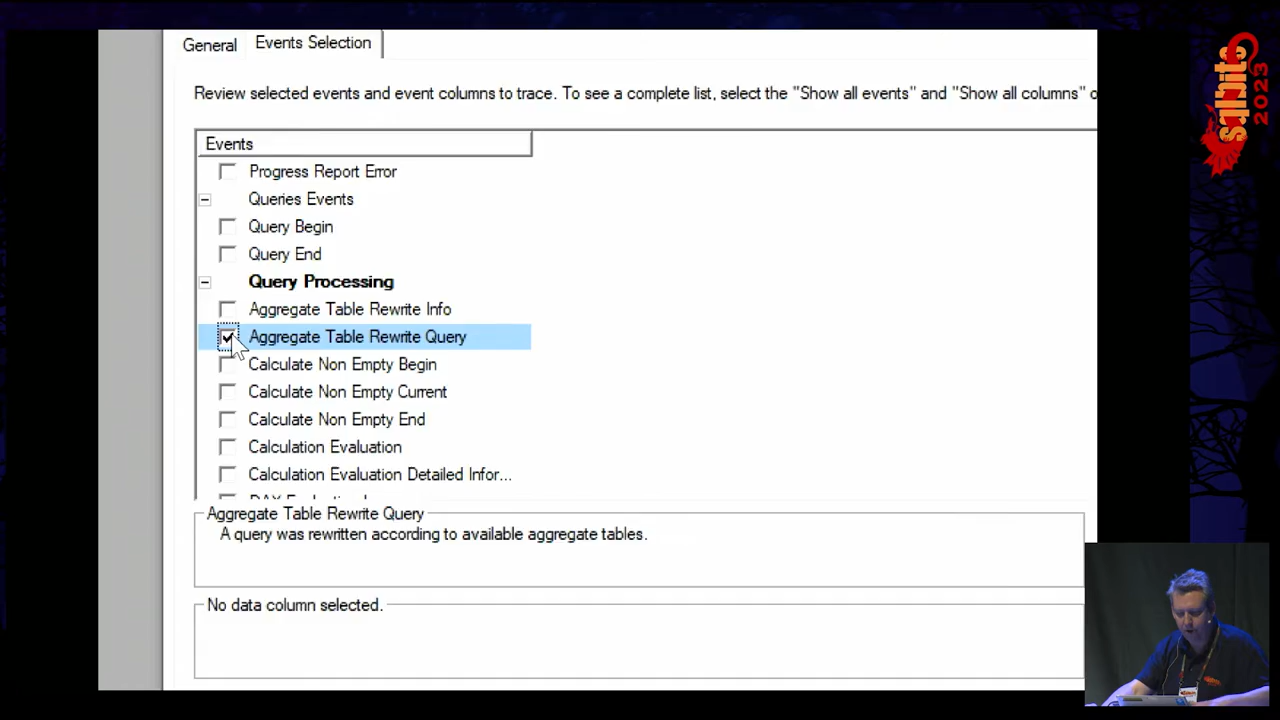 General
Events Selection
Review selected events and event columns to trace. To see a complete list, select the "Show all events" and "Show all columns" o
Events
Progress Report Error
Queries Events
Query Begin
Query End
Query Processing
Aggregate Table Rewrite Info
Aggregate Table Rewrite Query
Calculate Non Empty Begin
Calculate Non Empty Current
Calculate Non Empty End
Calculation Evaluation
Calculation Evaluation Detailed Infor...
Aggregate Table Rewrite Query
A query was rewritten according to available aggregate tables.
No data column selected.
sqlbits
2023